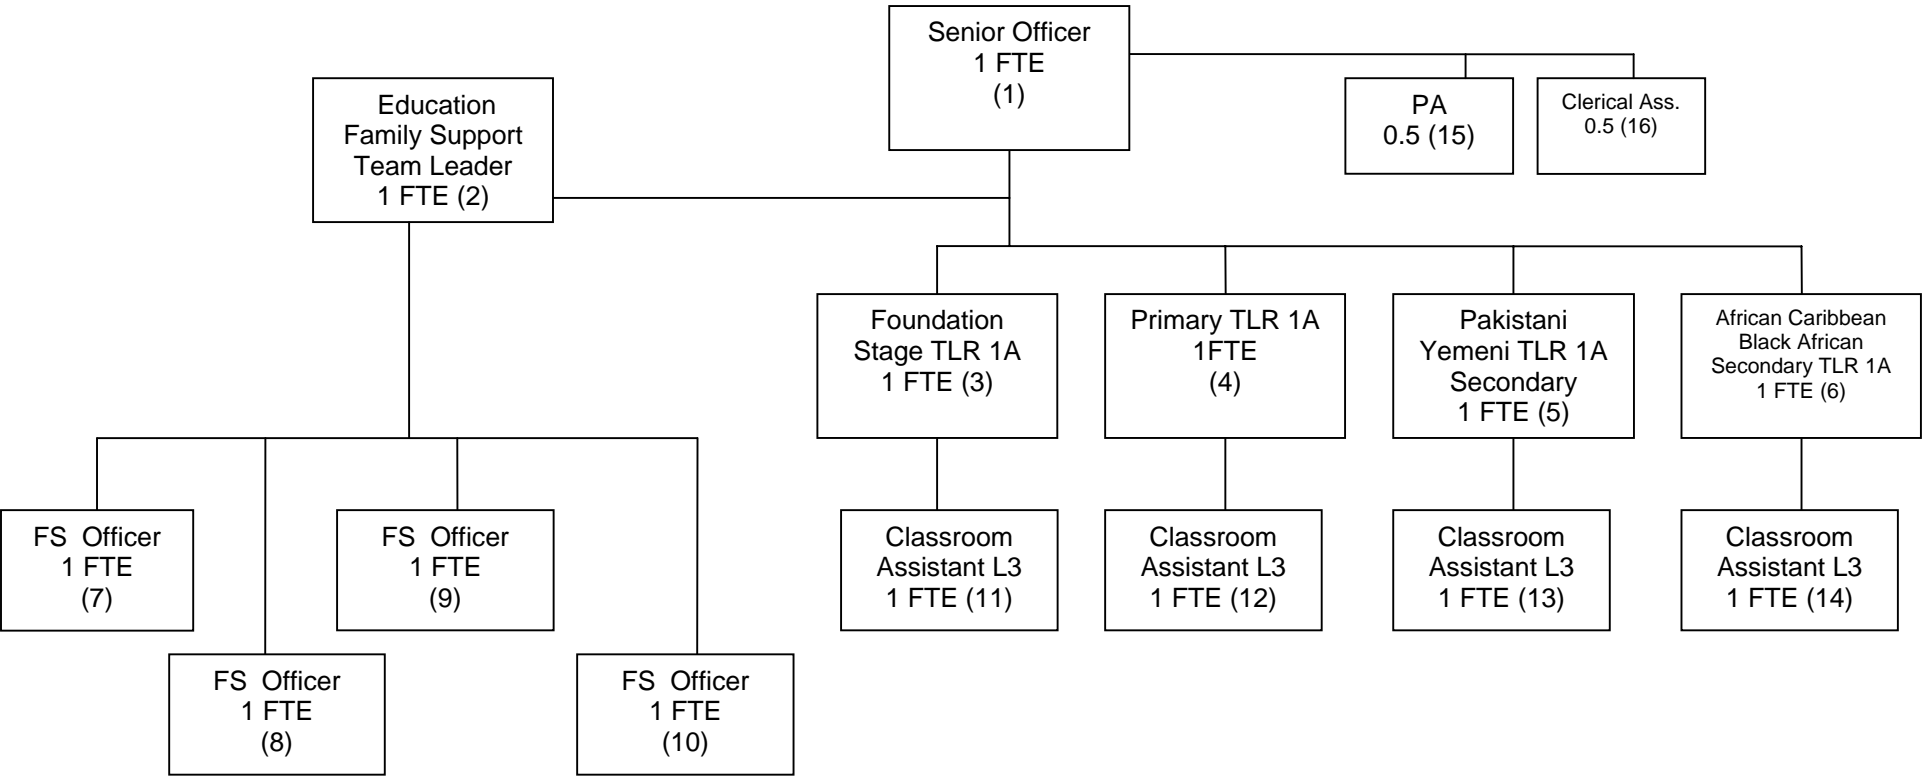 Senior Officer
1 FTE
(1)
Education
Family Support
Team Leader
1 FTE (2)
PA
0.5 (15)
Clerical Ass.
0.5 (16)
Foundation
Stage TLR 1A
1 FTE (3)
Primary TLR 1A
1FTE
(4)
Pakistani
Yemeni TLR 1A
Secondary
1 FTE (5)
African Caribbean
Black African
Secondary TLR 1A
1 FTE (6)
FS  Officer
1 FTE
(7)
FS  Officer
1 FTE
(9)
Classroom
Assistant L3
1 FTE (11)
Classroom
Assistant L3
1 FTE (12)
Classroom
Assistant L3
1 FTE (13)
Classroom
Assistant L3
1 FTE (14)
FS  Officer
1 FTE
(8)
FS  Officer
1 FTE
(10)